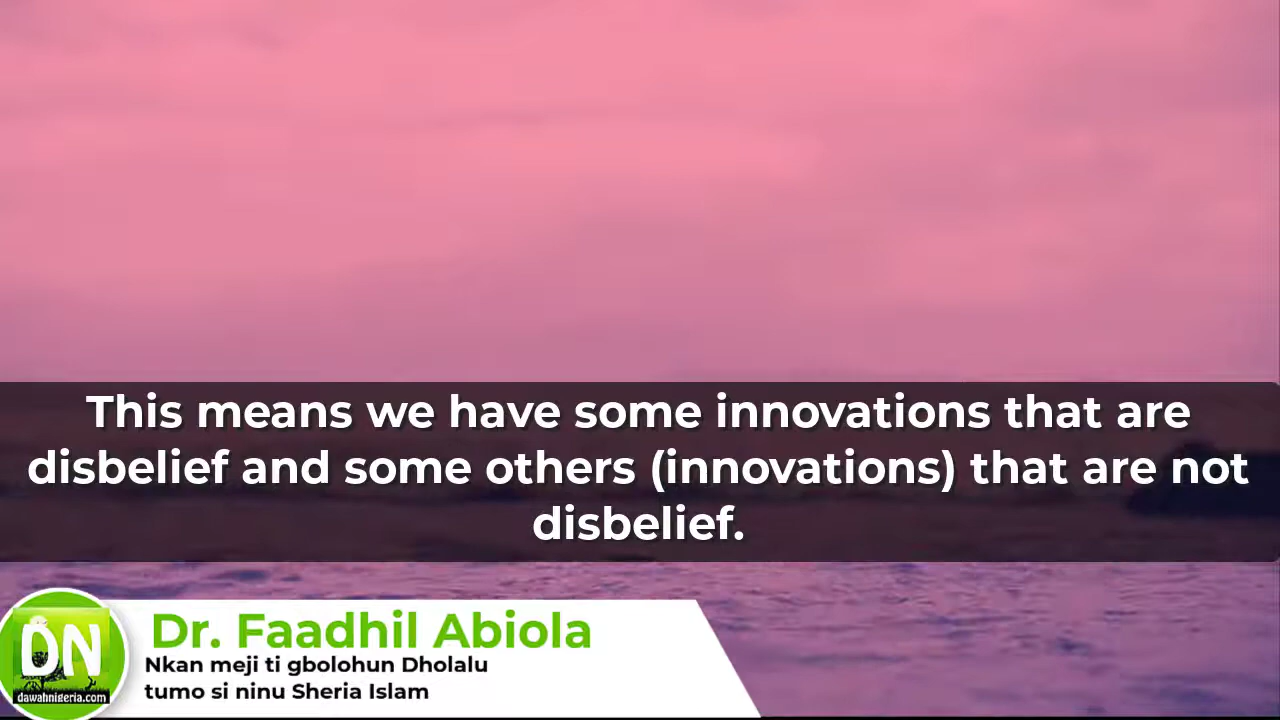 This means we have some innovations that are
disbelief and some others (innovations) that are not
disbelief.
Dr. Faadhil Abiola
Nkan meji ti gbolohun Dholalu
tumo si ninu Sheria Islam
DN
dawahnigeria.com